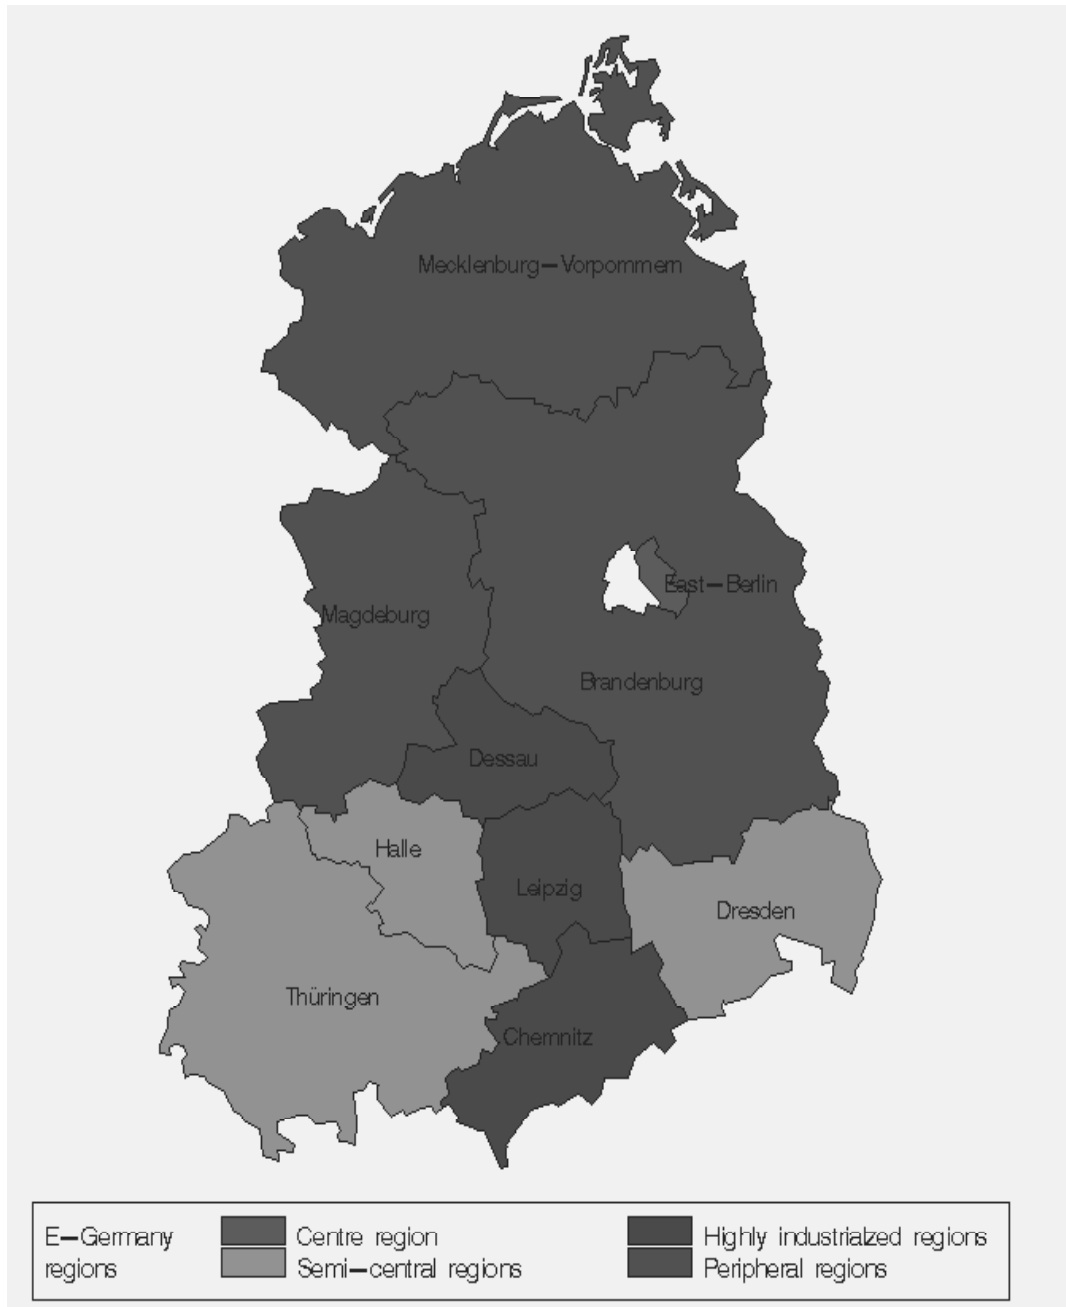 Mecklenburg–Vorpommern
East–Berlin
Magdeburg
Brandenburg
Dessau
Halle
Leipzig
Dresden
Thüringen
Chemnitz
E–Germany
regions
Centre region
Semi–central regions
Highly industrialzed regions
Peripheral regions